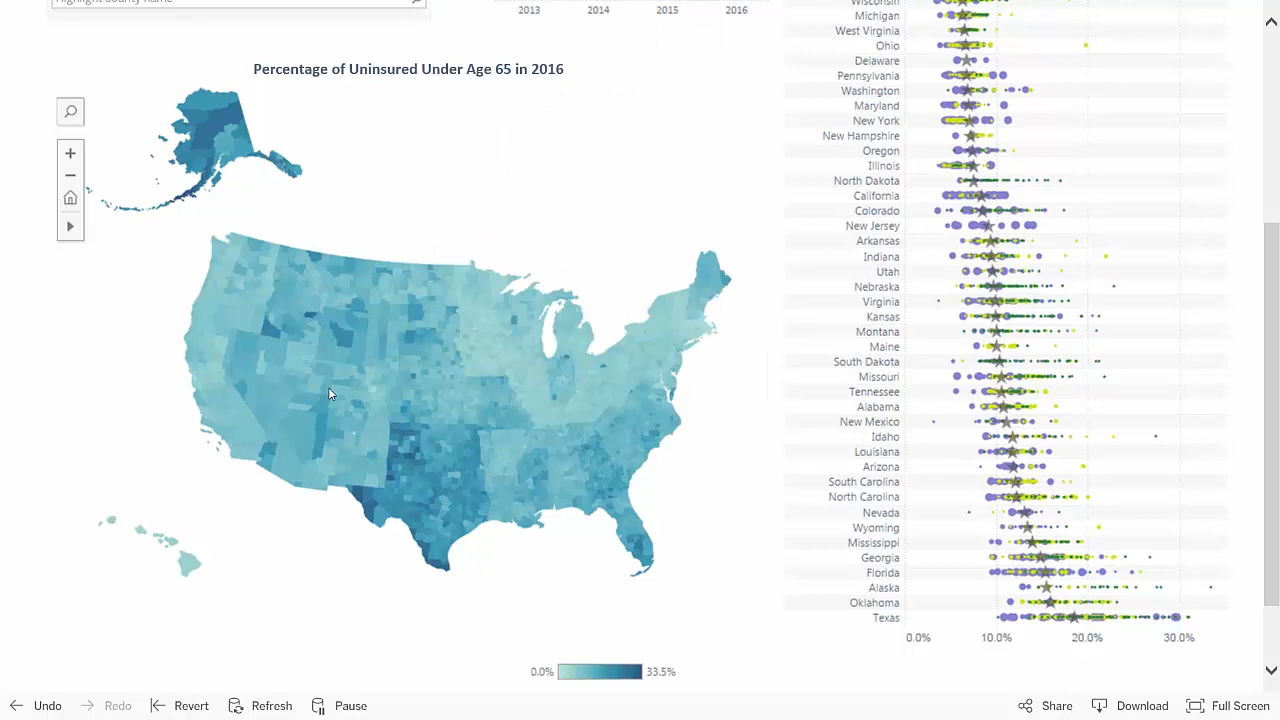 Highlight county name
2013 2014 2015 2016
Percentage of Uninsured Under Age 65 in 2016
Wisconsin
Michigan
West Virginia
Ohio
Delaware
Pennsylvania
Washington
Maryland
New York
New Hampshire
Oregon
Illinois
North Dakota
California
Colorado
New Jersey
Arkansas
Indiana
Utah
Nebraska
Virginia
Kansas
Montana
Maine
South Dakota
Missouri
Tennessee
Alabama
New Mexico
Idaho
Louisiana
Arizona
South Carolina
North Carolina
Nevada
Wyoming
Mississippi
Georgia
Florida
Alaska
Oklahoma
Texas
0.0% 10.0% 20.0% 30.0%
0.0% 33.5%
Undo Redo Revert Refresh Pause Share Download Full Screen